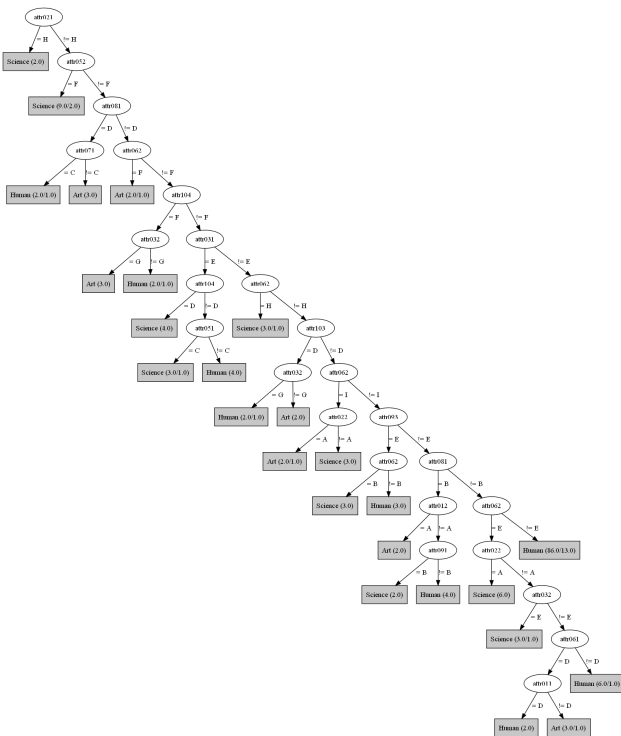 attr021
= H
!= H
Science (2.0)
attr052
= F
!= F
Science (9.0/2.0)
attr081
= D
!= D
attr071
attr062
= C
!= C
= F
!= F
Human (2.0/1.0)
Art (3.0)
Art (2.0/1.0)
attr104
= F
!= F
attr032
attr031
= G
!= G
= E
!= E
Art (3.0)
Human (2.0/1.0)
attr104
attr062
= D
!= D
= H
!= H
Science (4.0)
attr051
Science (3.0/1.0)
attr103
= C
!= C
= D
!= D
Science (3.0/1.0)
Human (4.0)
attr032
attr062
= G
!= G
= I
!= I
Human (2.0/1.0)
Art (2.0)
attr022
attr093
= A
!= A
= E
!= E
Art (2.0/1.0)
Science (3.0)
attr062
attr081
= B
!= B
= B
!= B
Science (3.0)
Human (3.0)
attr012
attr062
= A
!= A
= E
!= E
Art (2.0)
attr091
attr022
Human (86.0/13.0)
= B
!= B
= A
!= A
Science (2.0)
Human (4.0)
Science (6.0)
attr032
= E
!= E
Science (3.0/1.0)
attr061
= D
!= D
attr011
Human (6.0/1.0)
= D
!= D
Human (2.0)
Art (3.0/1.0)